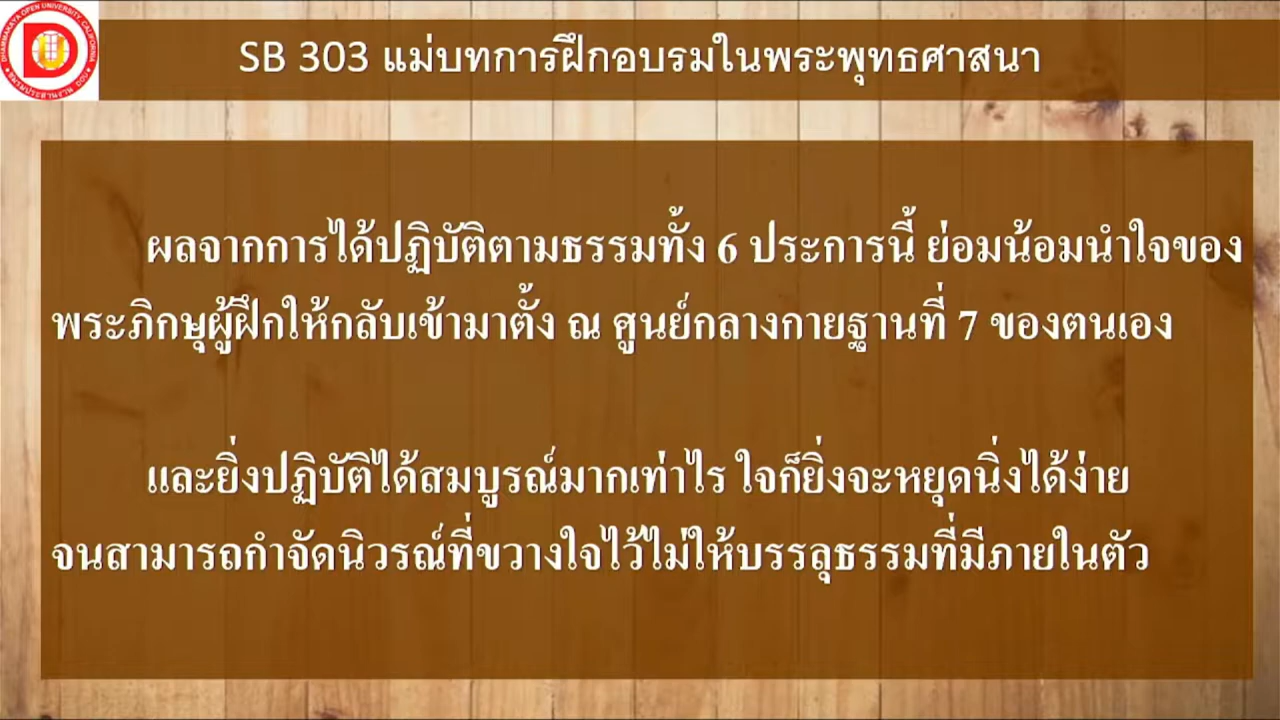 DHAMMAKAYA OPEN UNIVERSITY, CALIFORNIA
SB 303 แม่บทการฝึกอบรมในพระพุทธศาสนา
ผลจากการได้ปฏิบัติตามธรรมทั้ง 6 ประการนี้ ย่อมน้อมนำใจของ
พระภิกษุผู้ฝึกให้กลับเข้ามาตั้ง ณ ศูนย์กลางกายฐานที่ 7 ของตนเอง
และยิ่งปฏิบัติได้สมบูรณ์มากเท่าไร ใจก็ยิ่งจะหยุดนิ่งได้ง่าย
จนสามารถกำจัดนิวรณ์ที่ขวางใจไว้ไม่ให้บรรลุธรรมที่มีภายในตัว